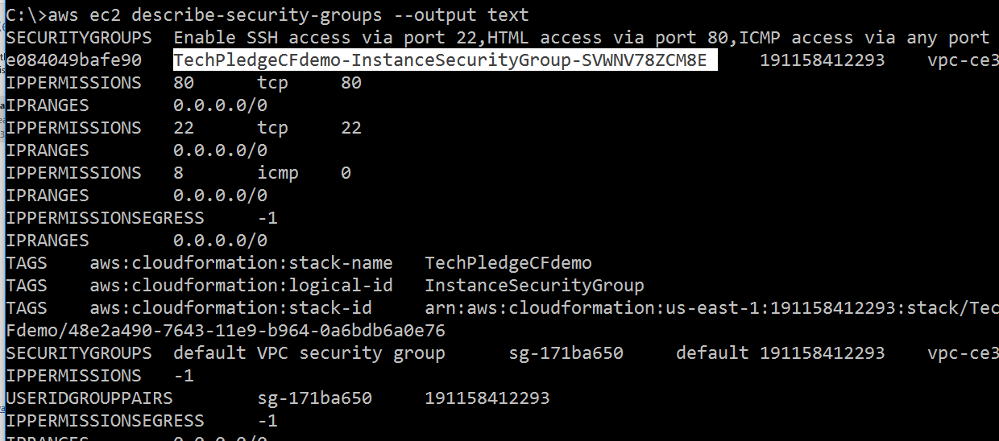 C:\>aws ec2 describe-security-groups --output text
SECURITYGROUPS  Enable SSH access via port 22,HTML access via port 80,ICMP access via any port
e084049bafe90   TechPledgeCFdemo-InstanceSecurityGroup-SVWNV78ZCM8E     191158412293    vpc-ce3
IPPERMISSIONS   80      tcp     80
IPRANGES        0.0.0.0/0
IPPERMISSIONS   22      tcp     22
IPRANGES        0.0.0.0/0
IPPERMISSIONS   8       icmp    0
IPRANGES        0.0.0.0/0
IPPERMISSIONSEGRESS     -1
IPRANGES        0.0.0.0/0
TAGS    aws:cloudformation:stack-name   TechPledgeCFdemo
TAGS    aws:cloudformation:logical-id   InstanceSecurityGroup
TAGS    aws:cloudformation:stack-id     arn:aws:cloudformation:us-east-1:191158412293:stack/Tec
Fdemo/48e2a490-7643-11e9-b964-0a6bdb6a0e76
SECURITYGROUPS  default VPC security group      sg-171ba650     default 191158412293    vpc-ce3
IPPERMISSIONS   -1
USERIDGROUPPAIRS        sg-171ba650     191158412293
IPPERMISSIONSEGRESS     -1
IPRANGES        0.0.0.0/0